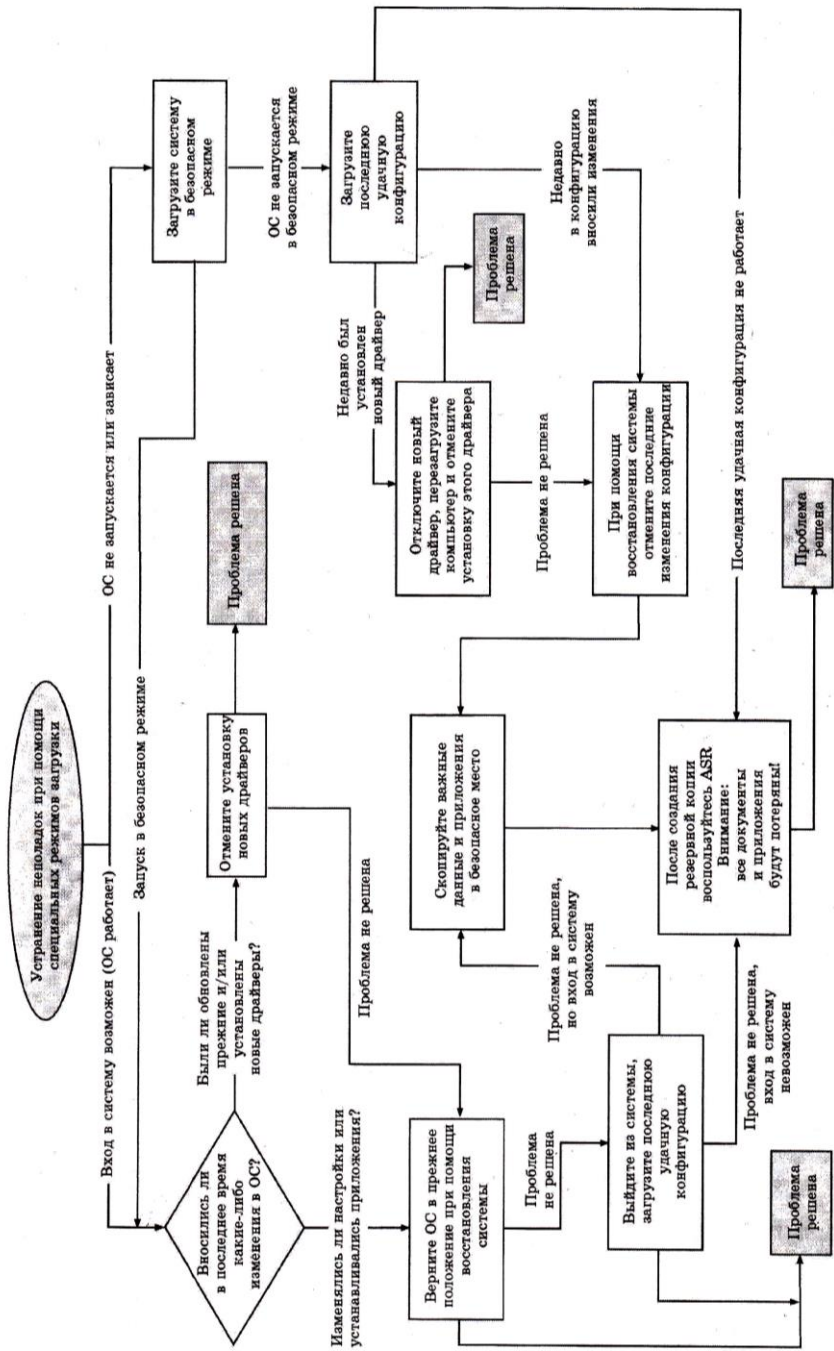 Устранение неполадок при помощи
специальных режимов загрузки
Вход в систему возможен (ОС работает)
ОС не запускается или зависает
Запуск в безопасном режиме
Загрузите систему
в безопасном
режиме
Вносились ли
в последнее время
какие-либо
изменения в ОС?
Были ли обновлены
прежние и/или
установлены
новые драйверы?
Отмените установку
новых драйверов
Проблема решена
ОС не запускается
в безопасном режиме
Изменялись ли настройки или
устанавливались приложения?
Проблема не решена
Недавно был
установлен
новый драйвер
Загрузите
последнюю
удачную
конфигурацию
Верните ОС в прежнее
положение при помощи
восстановления
системы
Скопируйте важные
данные и приложения
в безопасное место
Отключите новый
драйвер, перезагрузите
компьютер и отмените
установку этого драйвера
Проблема
решена
Проблема
не решена
Проблема не решена,
но вход в систему
возможен
Проблема не решена
Недавно
в конфигурацию
вносили изменения
Выйдите из системы,
загрузите последнюю
удачную
конфигурацию
При помощи
восстановления системы
отмените последние
изменения конфигурации
После создания
резервной копии
воспользуйтесь ASR
Внимание:
все документы
и приложения
будут потеряны!
Последняя удачная конфигурация не работает
Проблема не решена,
вход в систему
невозможен
Проблема
решена
Проблема
решена